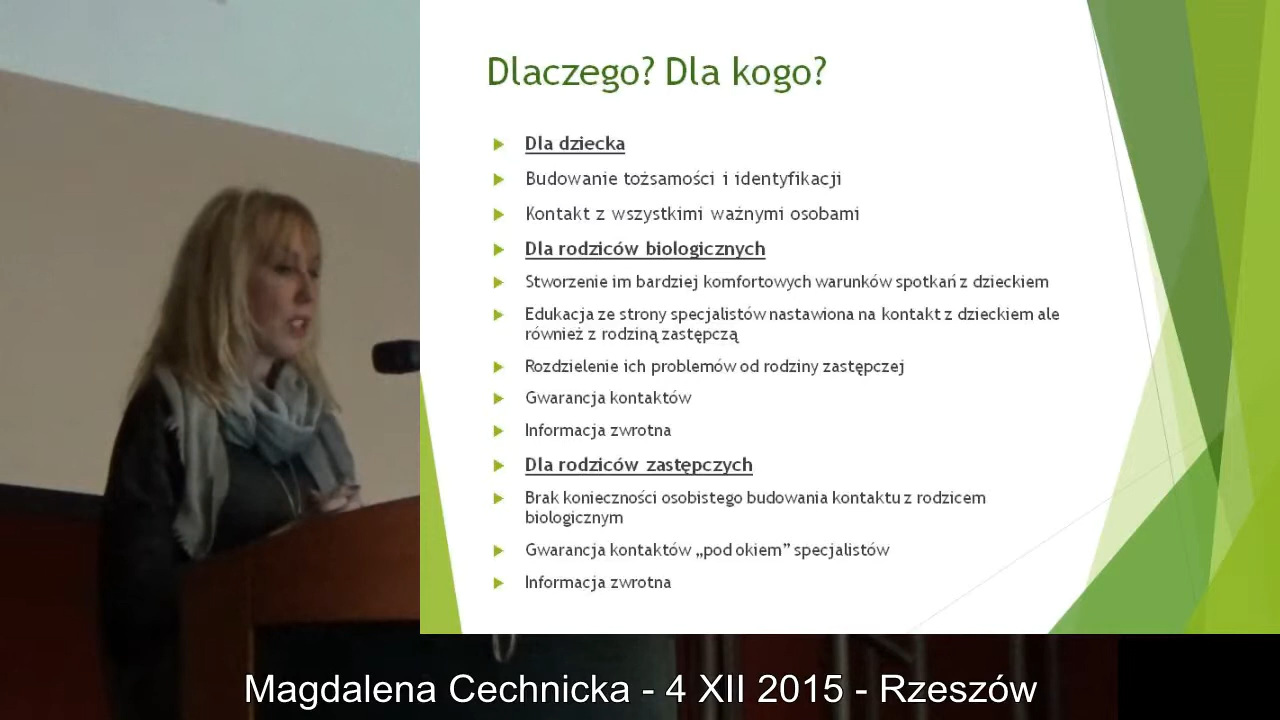 Dlaczego? Dla kogo?
Dla dziecka
Budowanie tożsamości i identyfikacji
Kontakt z wszystkimi ważnymi osobami
Dla rodziców biologicznych
Stworzenie im bardziej komfortowych warunków spotkań z dzieckiem
Edukacja ze strony specjalistów nastawiona na kontakt z dzieckiem ale
również z rodziną zastępczą
Rozdzielenie ich problemów od rodziny zastępczej
Gwarancja kontaktów
Informacja zwrotna
Dla rodziców zastępczych
Brak konieczności osobistego budowania kontaktu z rodzicem
biologicznym
Gwarancja kontaktów „pod okiem” specjalistów
Informacja zwrotna
Magdalena Cechnicka - 4 XII 2015 - Rzeszów